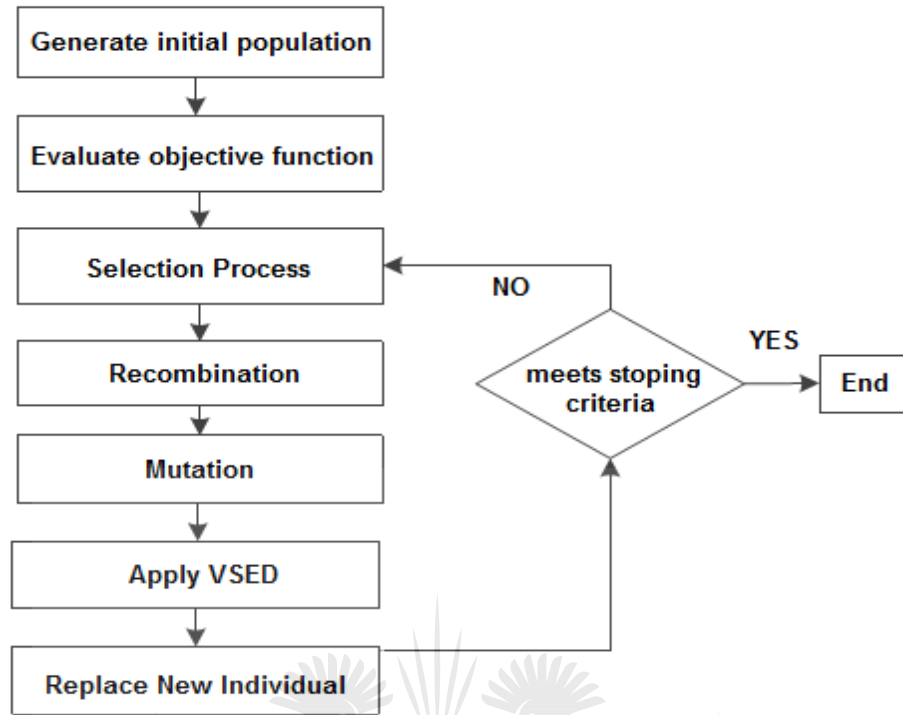 Generate initial population
Evaluate objective function
Selection Process
Recombination
Mutation
Apply VSED
Replace New Individual
NO
meets stoping
criteria
YES
End